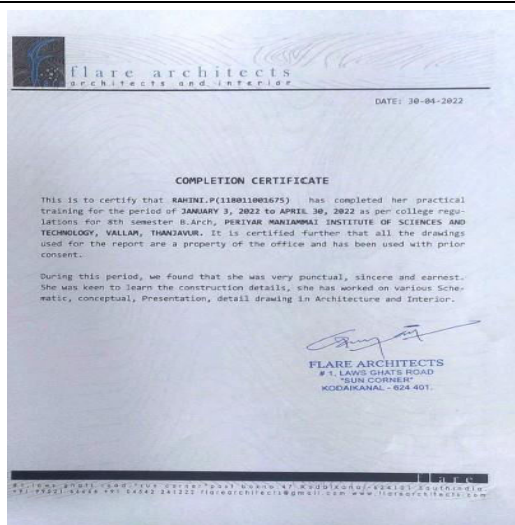 flare architects
architects and interior
DATE: 30-04-2022
COMPLETION CERTIFICATE
This is to certify that RAHINI.P(118011001675) has completed her practical
training for the period of JANUARY 3, 2022 to APRIL 30, 2022 as per college regu-
lations for 8th semester B.Arch, PERIYAR MANIAMMAI INSTITUTE OF SCIENCES AND
TECHNOLOGY, VALLAM, THANJAVUR. It is certified further that all the drawings
used for the report are a property of the office and has been used with prior
consent.
During this period, we found that she was very punctual, sincere and earnest.
She was keen to learn the construction details, she has worked on various Sche-
matic, conceptual, Presentation, detail drawing in Architecture and Interior.
FLARE ARCHITECTS
# 1, LAWS GHATS ROAD
"SUN CORNER"
KODAIKANAL - 624 401.
flare